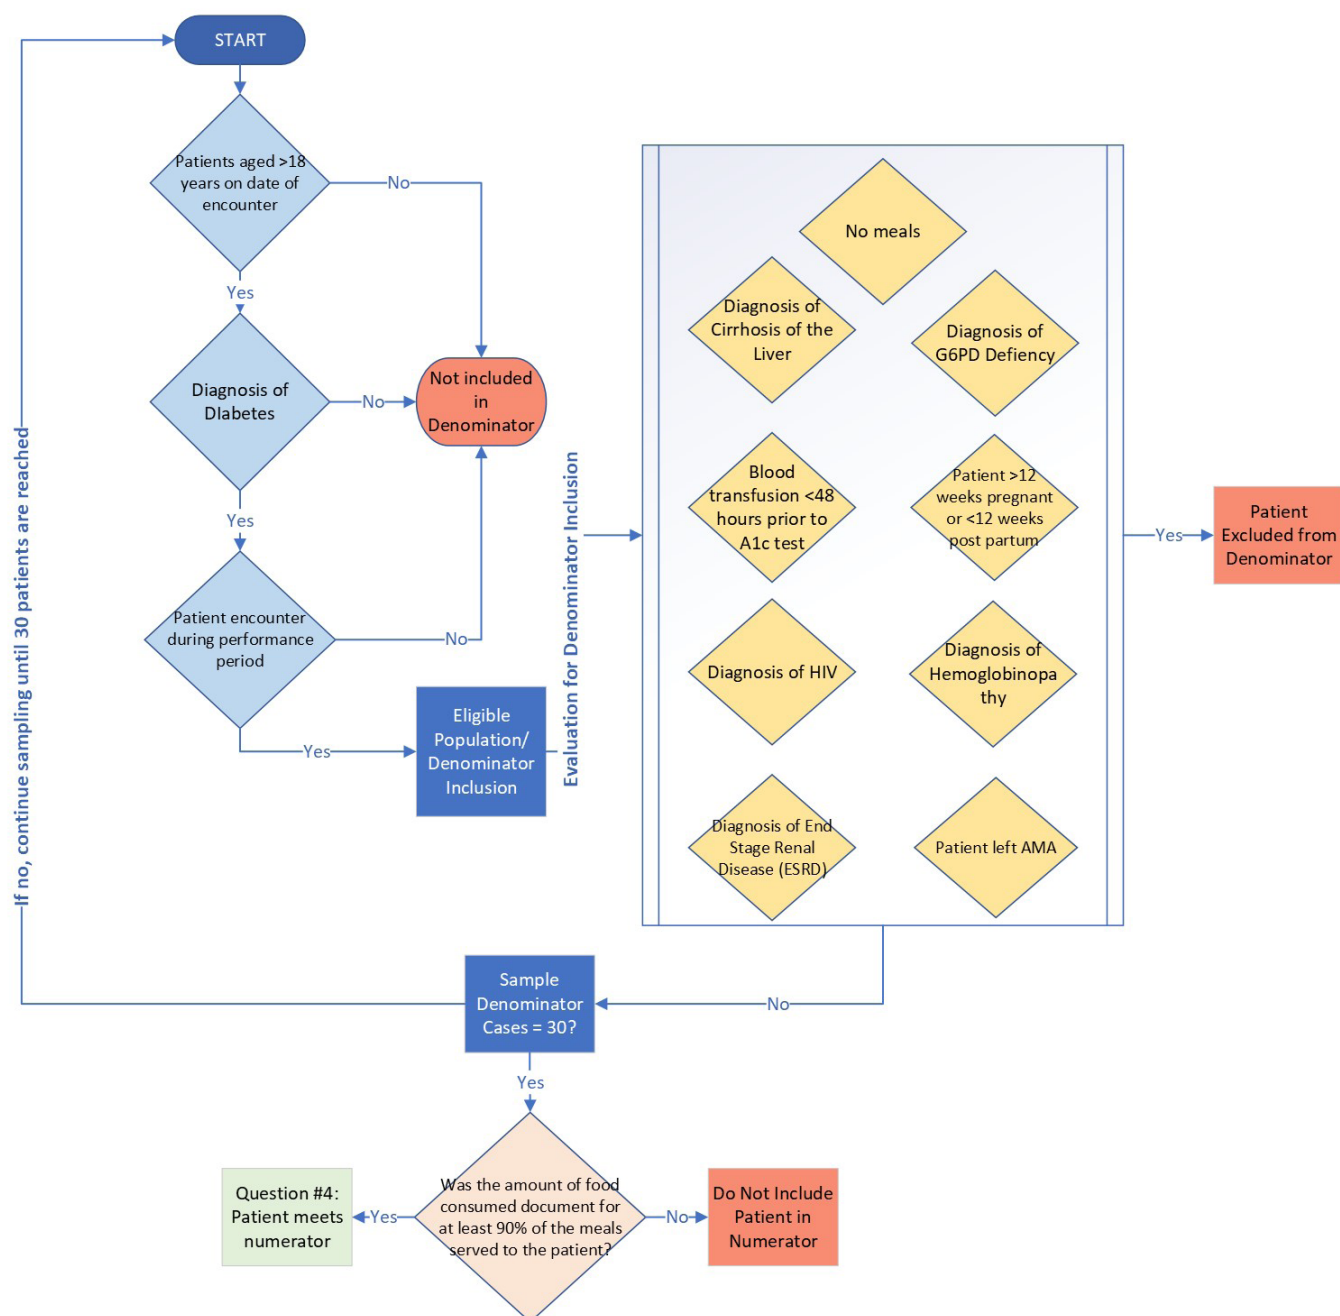 START
Patients aged >18
years on date of
encounter
No
Yes
Diagnosis of
DIabetes
No
Not included
in
Denominator
Yes
Patient encounter
during performance
period
No
Yes
Eligible
Population/
Denominator
Inclusion
Evaluation for Denominator Inclusion
No meals
Diagnosis of
Cirrhosis of the
Liver
Diagnosis of
G6PD Defiency
Blood
transfusion <48
hours prior to
A1c test
Patient >12
weeks pregnant
or <12 weeks
post partum
Diagnosis of HIV
Diagnosis of
Hemoglobinopa
thy
Diagnosis of End
Stage Renal
Disease (ESRD)
Patient left AMA
Yes
Patient
Excluded from
Denominator
No
Sample
Denominator
Cases = 30?
If no, continue sampling until 30 patients are reached
Yes
Was the amount of food
consumed document for
at least 90% of the meals
served to the patient?
Yes
Question #4:
Patient meets
numerator
No
Do Not Include
Patient in
Numerator